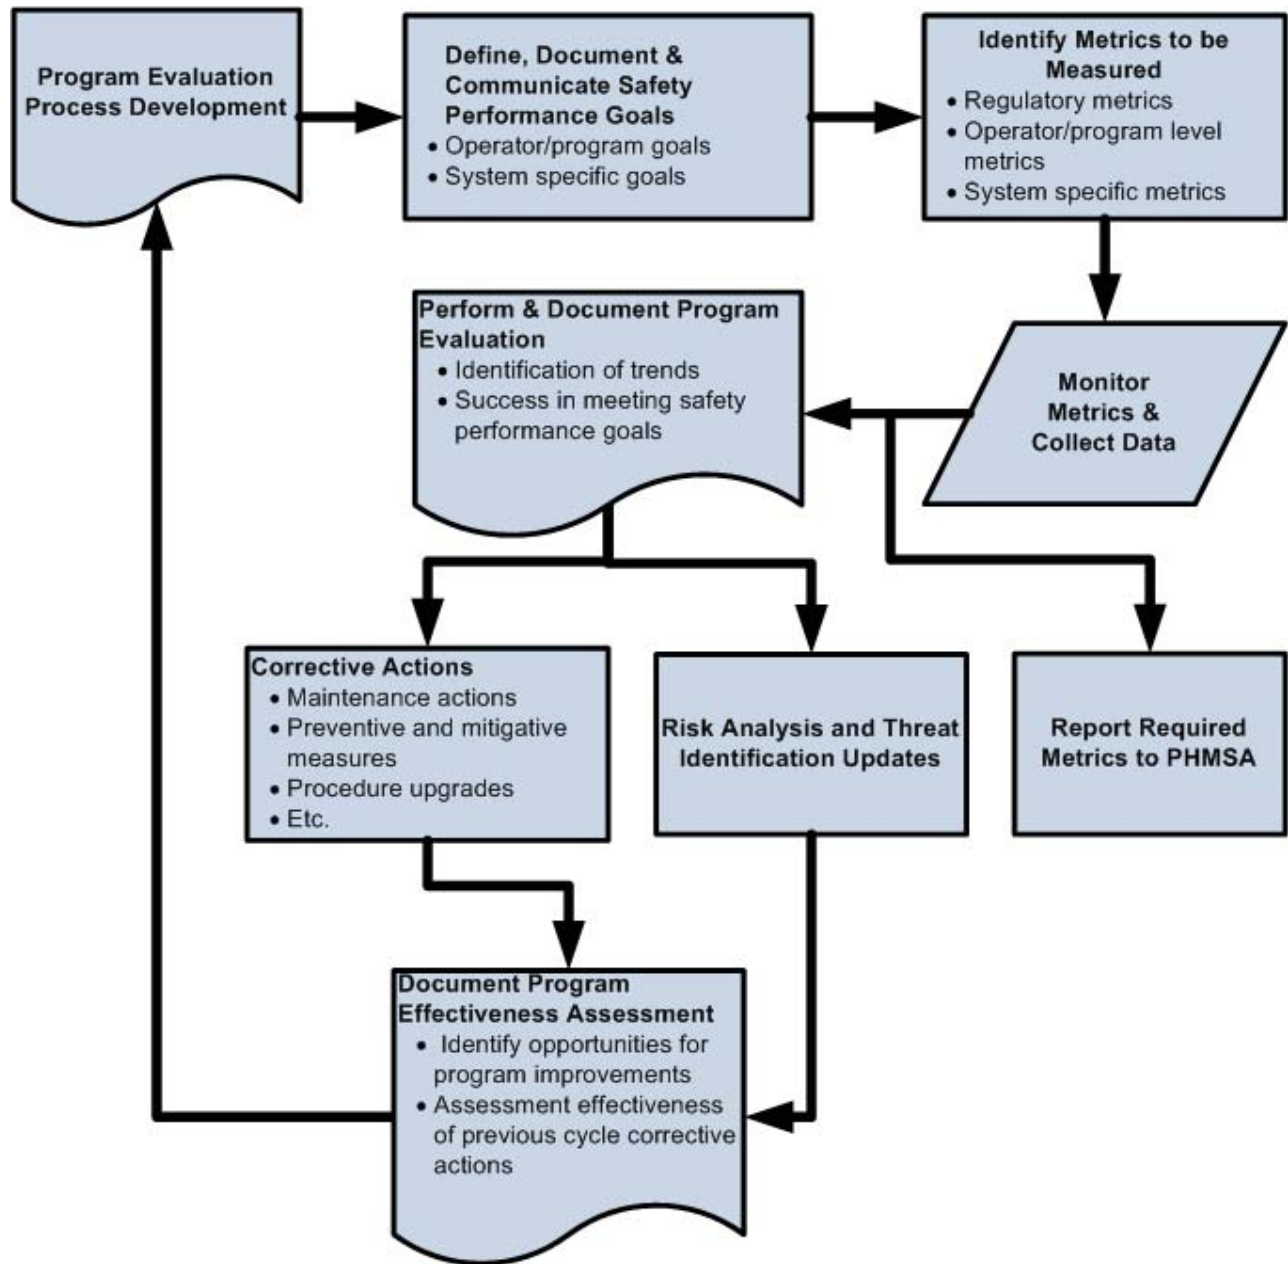 Program Evaluation
Process Development
Define, Document &
Communicate Safety
Performance Goals
• Operator/program goals
• System specific goals
Identify Metrics to be
Measured
• Regulatory metrics
• Operator/program level
metrics
• System specific metrics
Perform & Document Program
Evaluation
• Identification of trends
• Success in meeting safety
performance goals
Monitor
Metrics &
Collect Data
Corrective Actions
• Maintenance actions
• Preventive and mitigative
measures
• Procedure upgrades
• Etc.
Risk Analysis and Threat
Identification Updates
Report Required
Metrics to PHMSA
Document Program
Effectiveness Assessment
• Identify opportunities for
program improvements
• Assessment effectiveness
of previous cycle corrective
actions